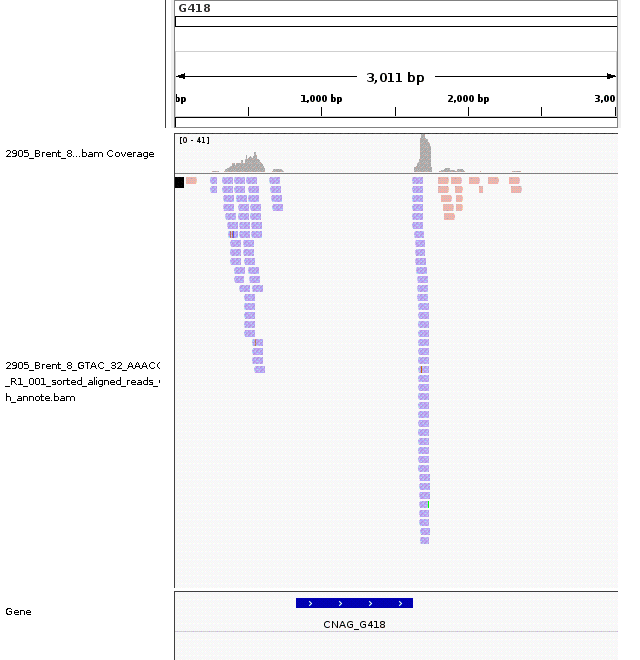 G418
3,011 bp
bp 1,000 bp 2,000 bp 3,00
[0 - 41]
2905_Brent_8...bam Coverage
2905_Brent_8_GTAC_32_AAAC
_R1_001_sorted_aligned_reads_
h_annote.bam
Gene
CNAG_G418